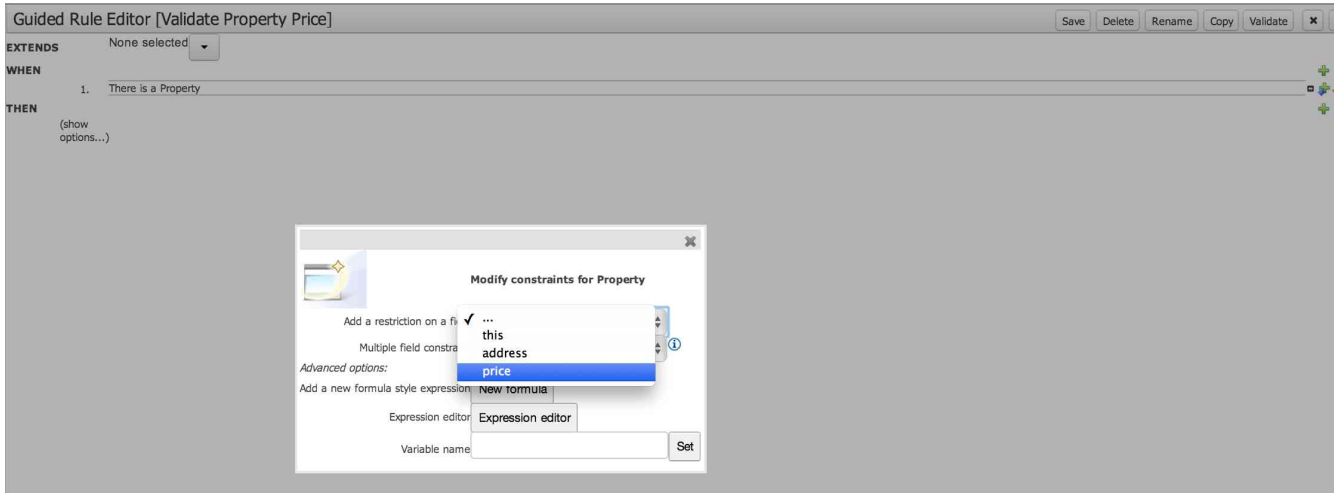 Guided Rule Editor [Validate Property Price]
Save Delete Rename Copy Validate
EXTENDS None selected
WHEN
1. There is a Property
THEN
(show
options...)
Modify constraints for Property
Add a restriction on a fi
...
this
Multiple field constra
address
Advanced options:
price
Add a new formula style expression New formula
Expression editor Expression editor
Variable name Set